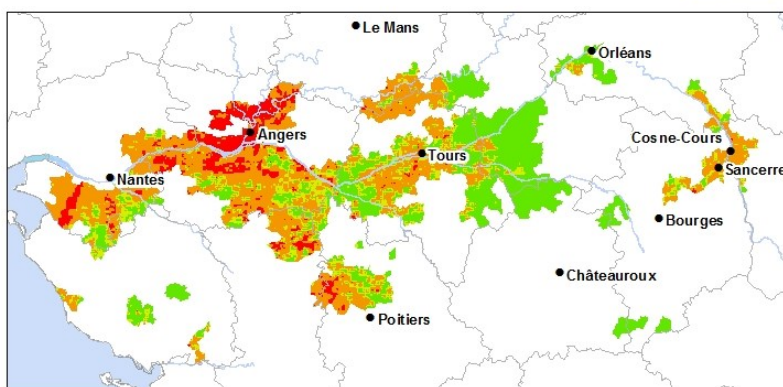 Le Mans
Orléans
Angers
Cosne-Cours
Tours
Sancerre
Nantes
Bourges
Châteauroux
Poitiers